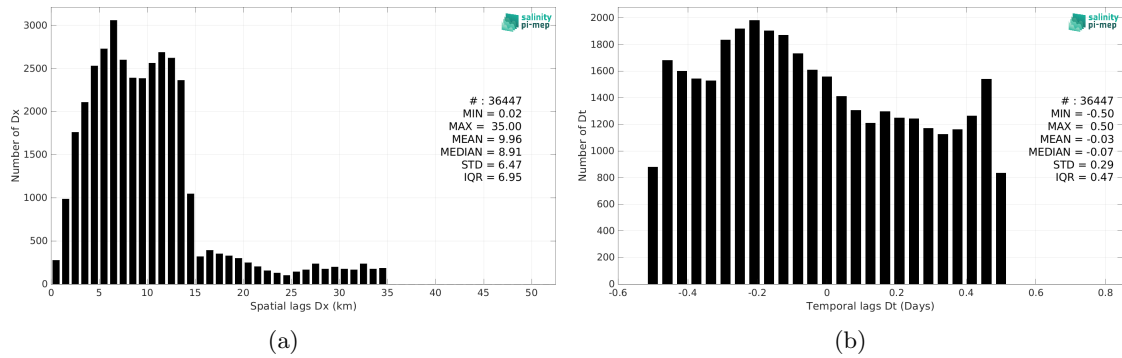 salinity
pi-mep
3000
2500
2000
1500
1000
500
0
Number of Dx
# : 36447
MIN = 0.02
MAX = 35.00
MEAN = 9.96
MEDIAN = 8.91
STD = 6.47
IQR = 6.95
0 5 10 15 20 25 30 35 40 45 50
Spatial lags Dx (km)
(a)
salinity
pi-mep
2000
1800
1600
1400
1200
1000
800
600
400
200
0
Number of Dt
# : 36447
MIN = -0.50
MAX = 0.50
MEAN = -0.03
MEDIAN = -0.07
STD = 0.29
IQR = 0.47
-0.6 -0.4 -0.2 0 0.2 0.4 0.6 0.8
Temporal lags Dt (Days)
(b)